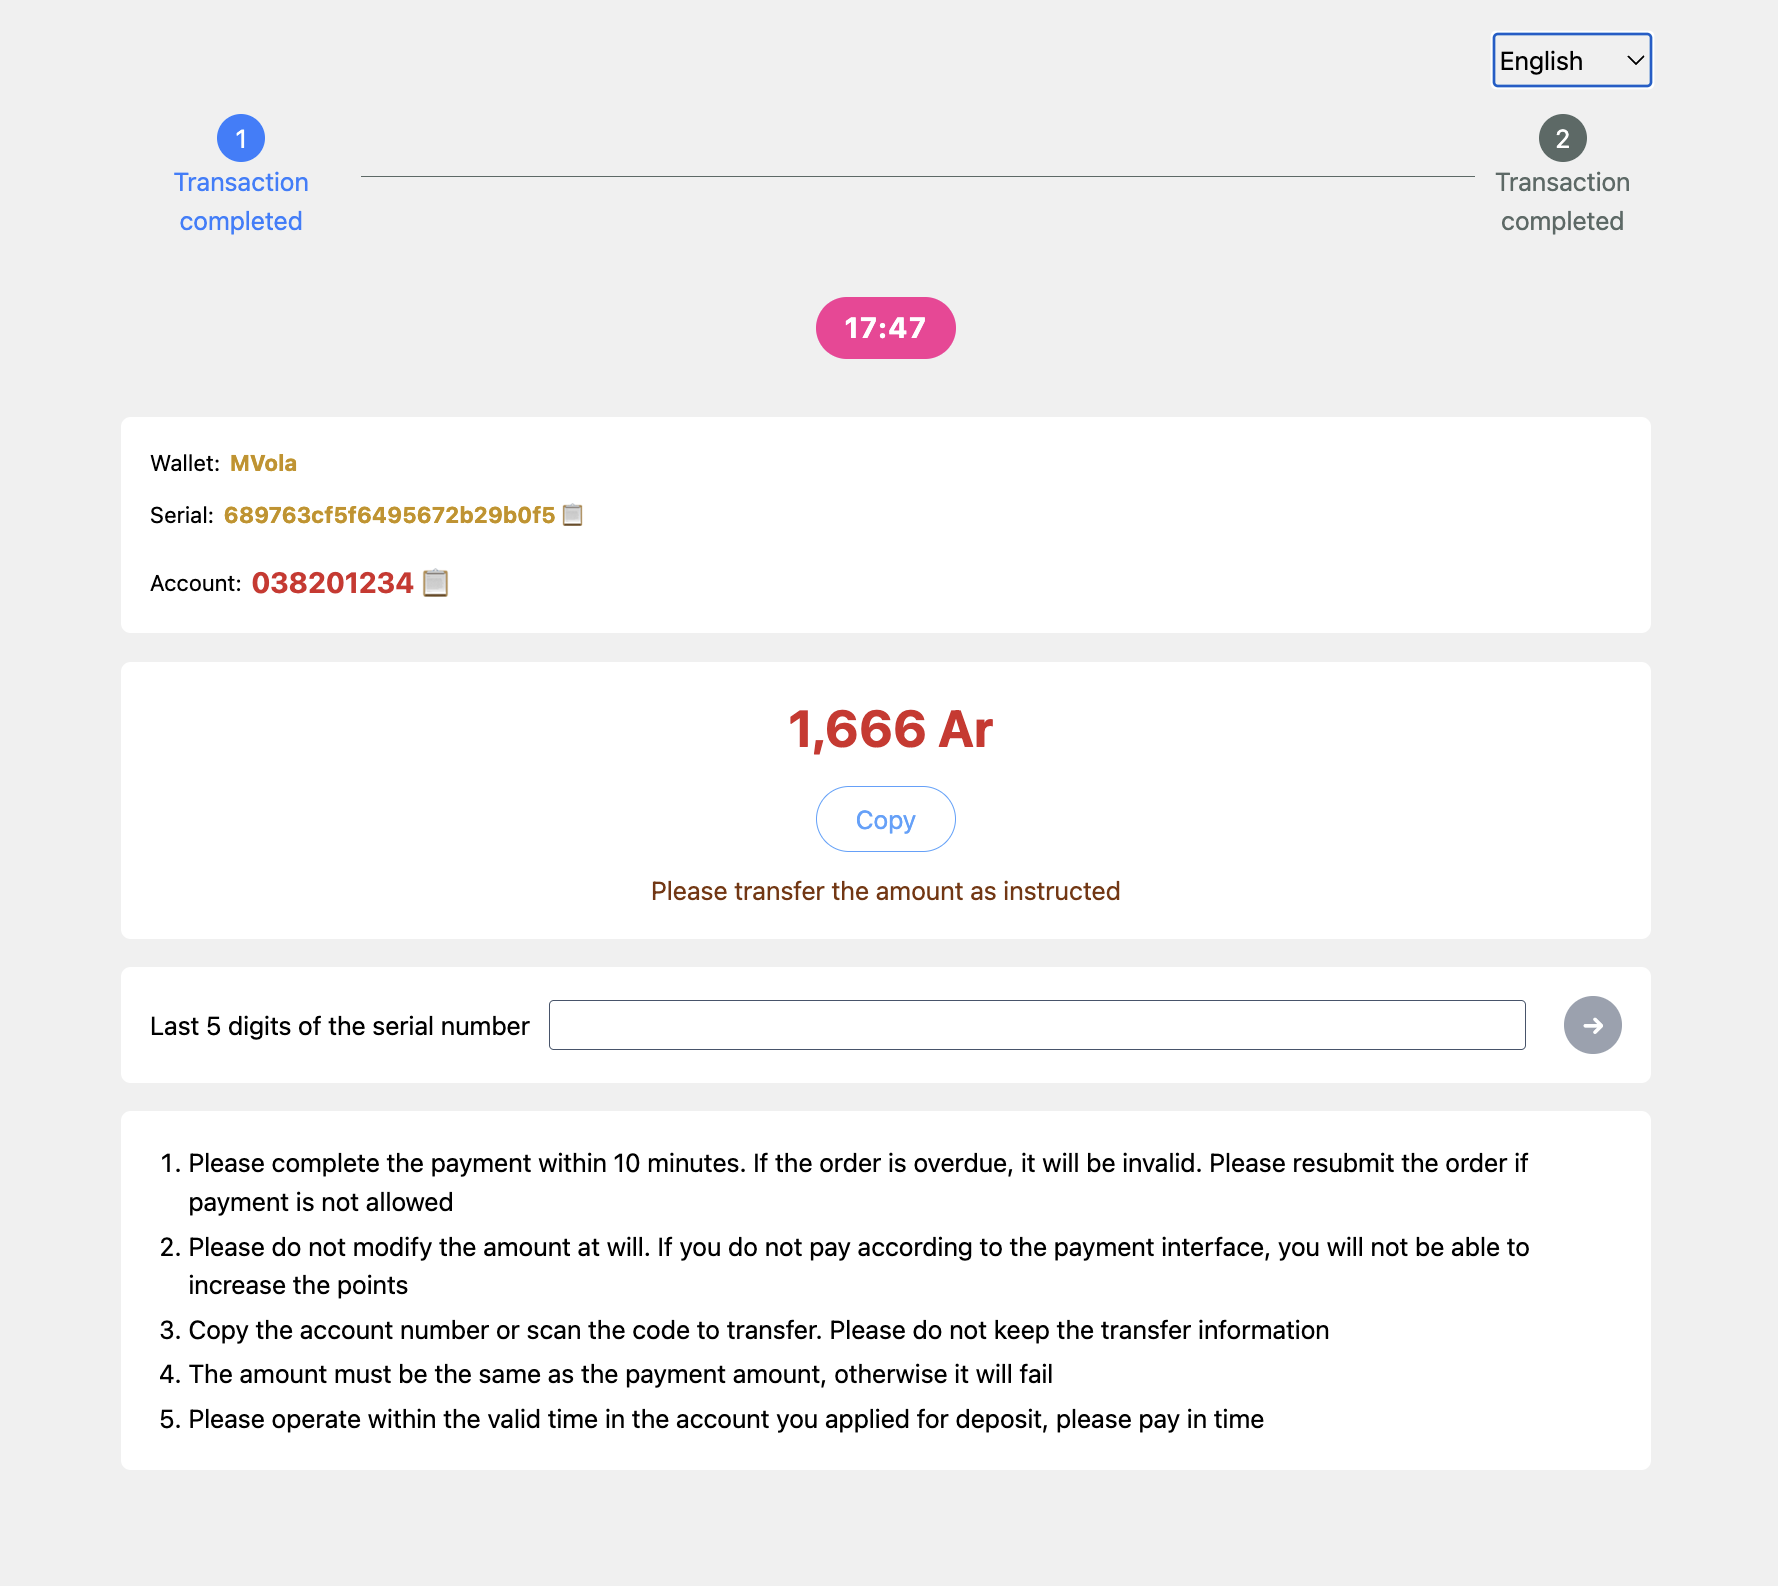 English
1
Transaction
completed
2
Transaction
completed
17:47
Wallet: MVola
Serial: 689763cf5f6495672b29b0f5
Account: 038201234
1,666 Ar
Copy
Please transfer the amount as instructed
Last 5 digits of the serial number
1. Please complete the payment within 10 minutes. If the order is overdue, it will be invalid. Please resubmit the order if
payment is not allowed
2. Please do not modify the amount at will. If you do not pay according to the payment interface, you will not be able to
increase the points
3. Copy the account number or scan the code to transfer. Please do not keep the transfer information
4. The amount must be the same as the payment amount, otherwise it will fail
5. Please operate within the valid time in the account you applied for deposit, please pay in time